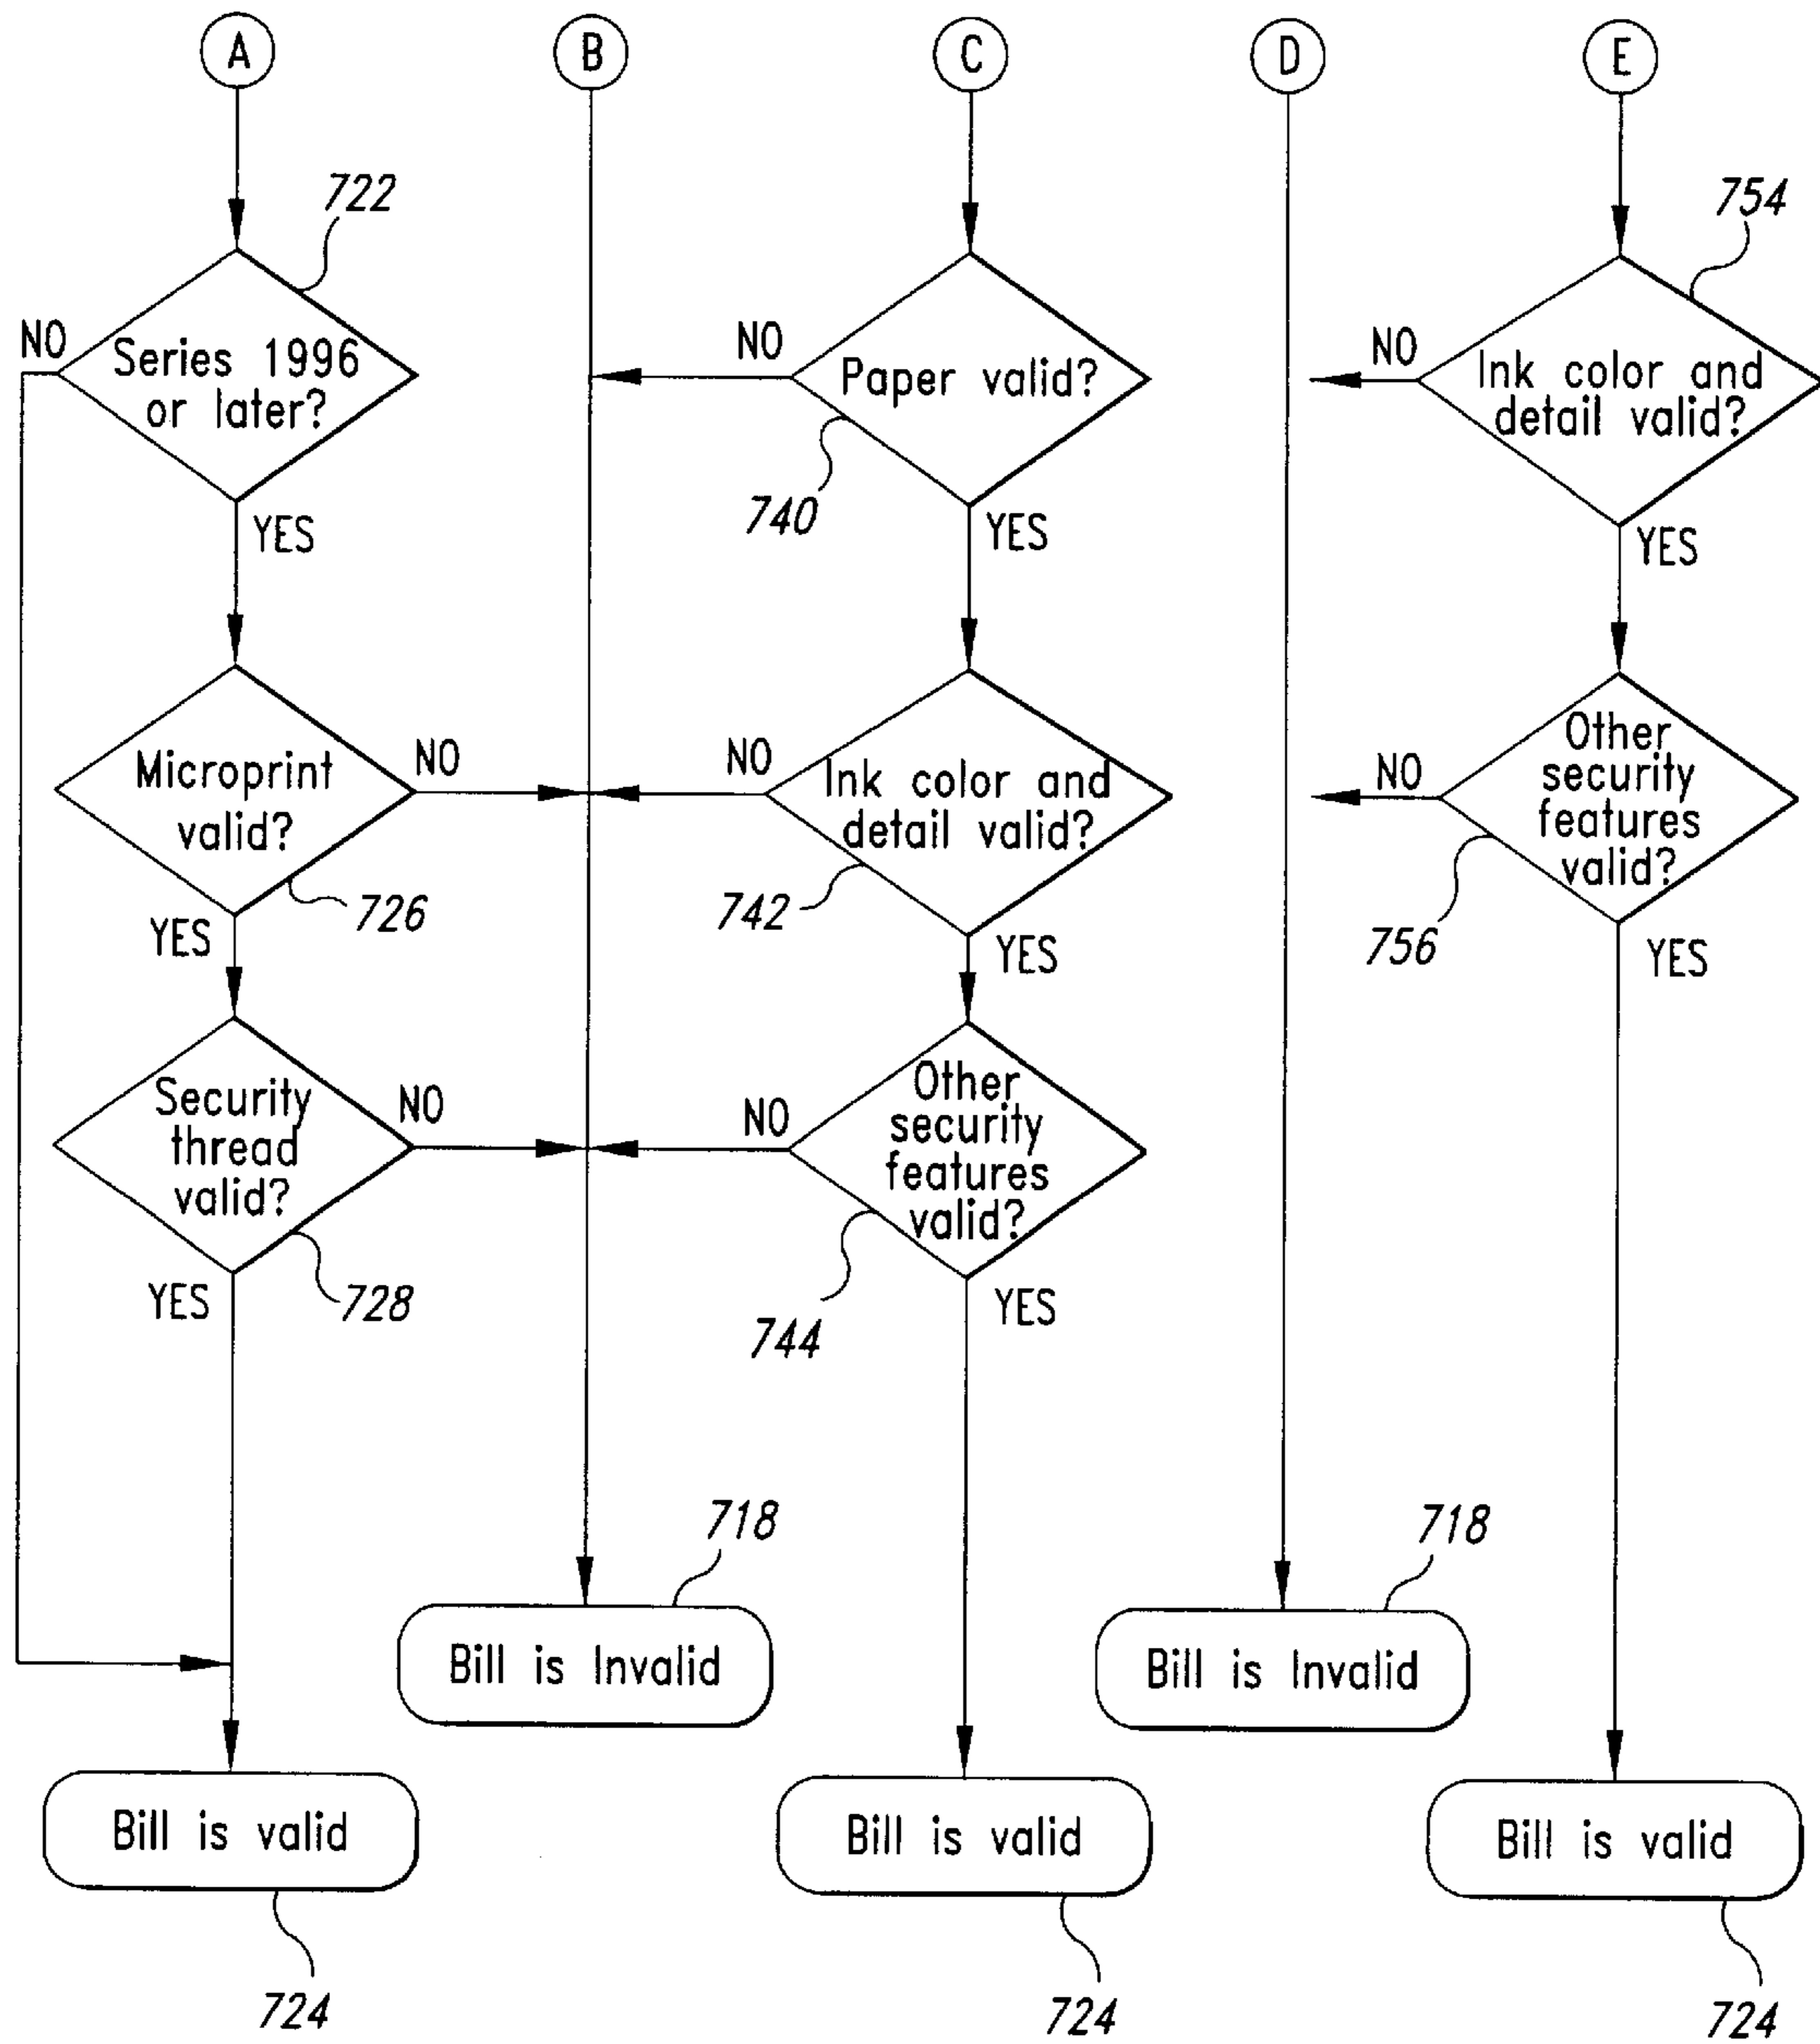 A
B
C
D
E
722
754
NO
Series 1996
or later?
YES
NO
Paper valid?
740
YES
NO
Ink color and
detail valid?
YES
Microprint
valid?
NO
726
YES
NO
Ink color and
detail valid?
742
YES
NO
Other
security
features
valid?
756
YES
Security
thread
valid?
NO
728
YES
NO
Other
security
features
valid?
744
YES
718
Bill is Invalid
718
Bill is Invalid
Bill is valid
724
Bill is valid
724
Bill is valid
724